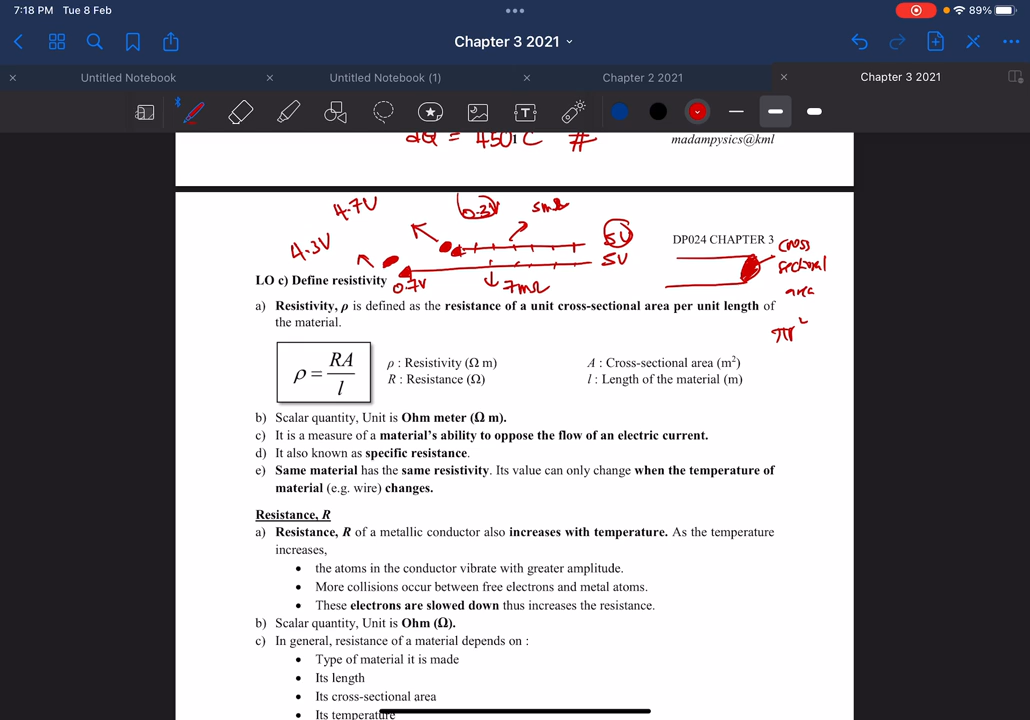 7:18 PM Tue 8 Feb
89%
Chapter 3 2021
Untitled Notebook
Untitled Notebook (1)
Chapter 2 2021
Chapter 3 2021
dQ = 450 C #
madampysics@kml
4.7V
0.3V
5mΩ
5V
4.3V
5V
DP024 CHAPTER 3
cross
sectional
area
LO c) Define resistivity
0.7V
7mΩ
a) Resistivity, ρ is defined as the resistance of a unit cross-sectional area per unit length of
the material.
πr²
ρ = RA / l
ρ : Resistivity (Ω m)
A : Cross-sectional area (m²)
R : Resistance (Ω)
l : Length of the material (m)
b) Scalar quantity, Unit is Ohm meter (Ω m).
c) It is a measure of a material's ability to oppose the flow of an electric current.
d) It also known as specific resistance.
e) Same material has the same resistivity. Its value can only change when the temperature of
material (e.g. wire) changes.
Resistance, R
a) Resistance, R of a metallic conductor also increases with temperature. As the temperature
increases,
• the atoms in the conductor vibrate with greater amplitude.
• More collisions occur between free electrons and metal atoms.
• These electrons are slowed down thus increases the resistance.
b) Scalar quantity, Unit is Ohm (Ω).
c) In general, resistance of a material depends on :
• Type of material it is made
• Its length
• Its cross-sectional area
• Its temperature